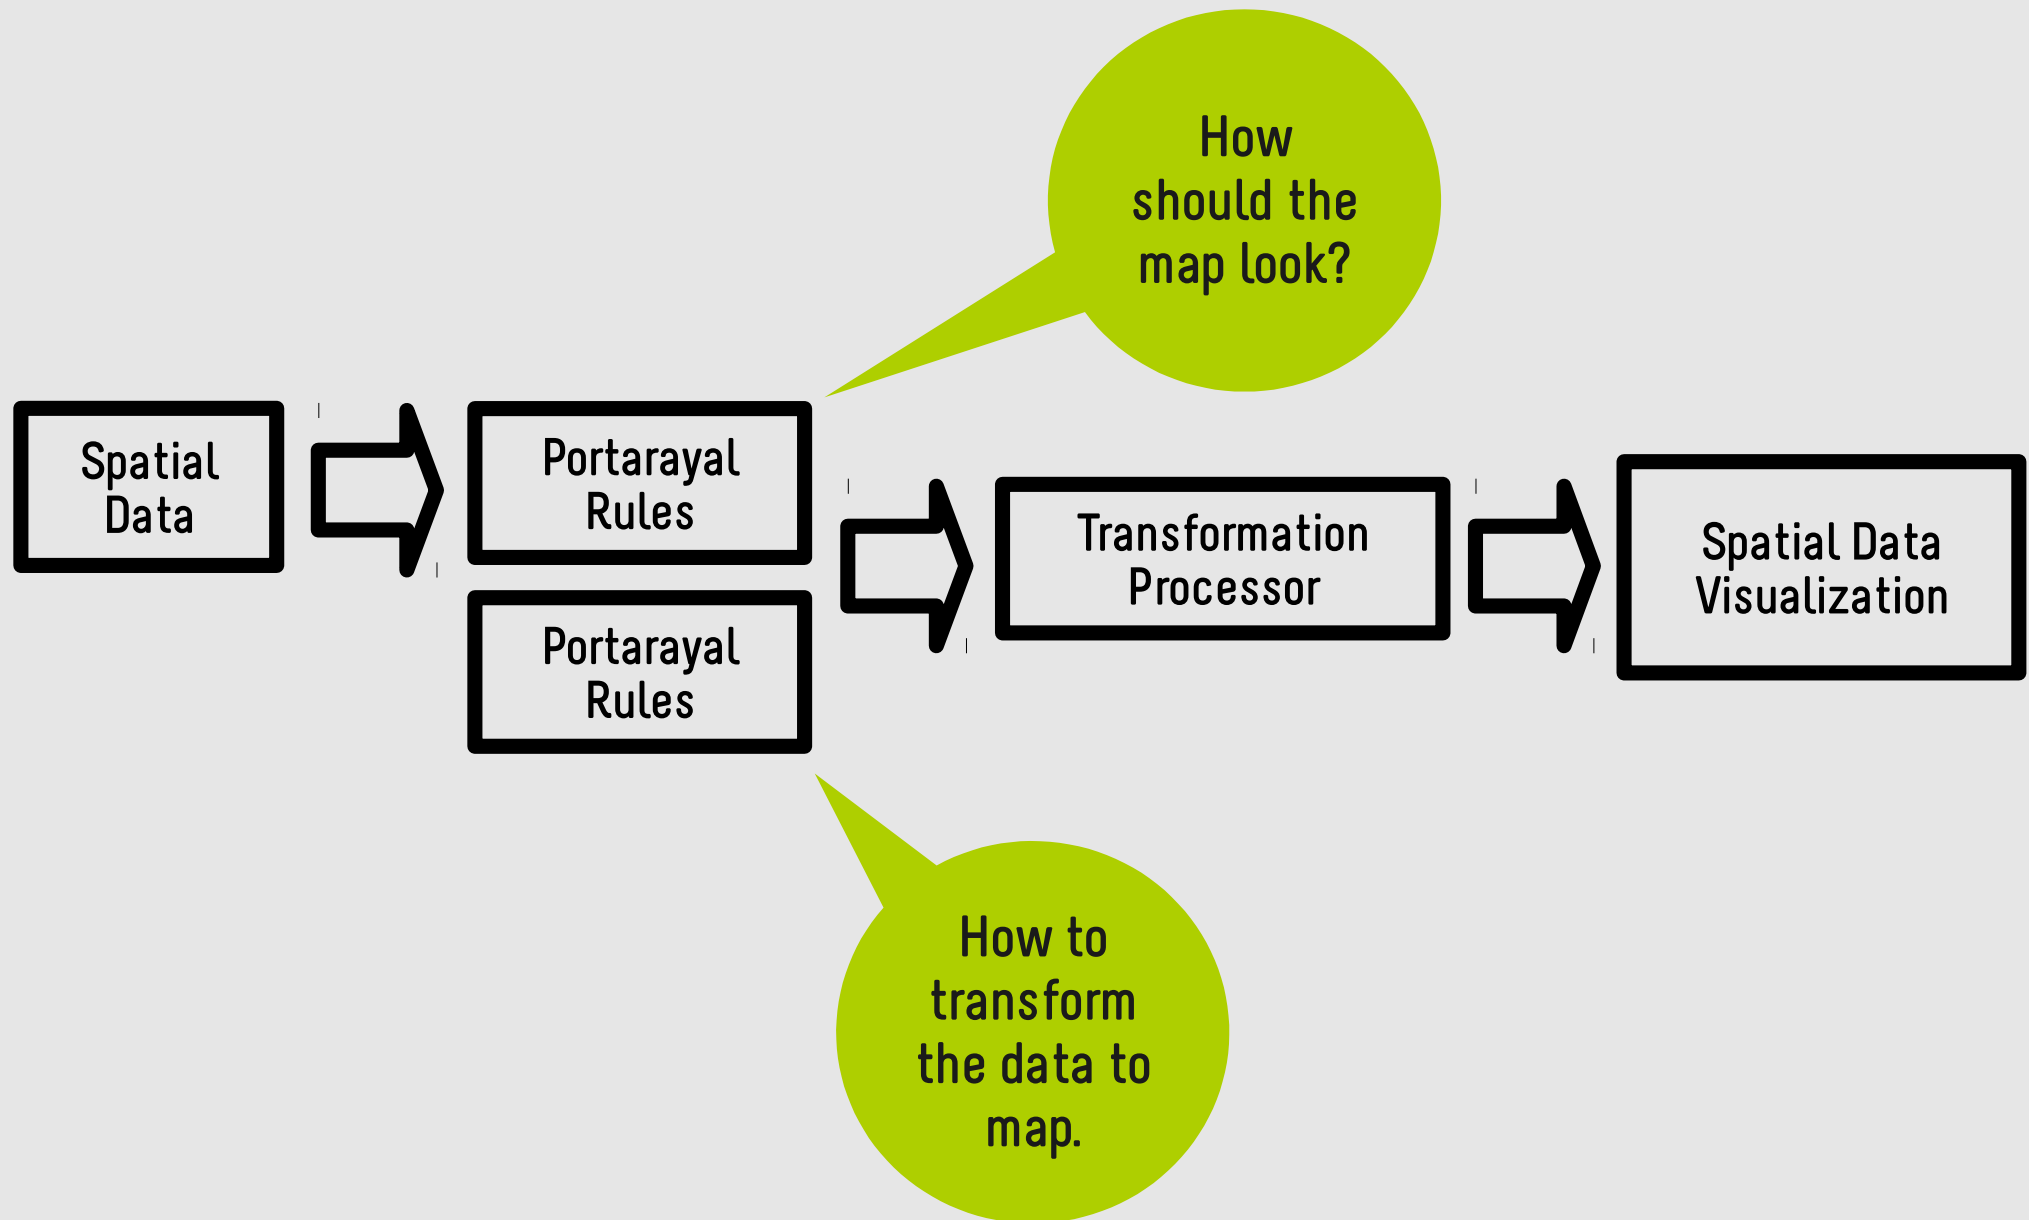 How
should the
map look?
Spatial
Data
Portarayal
Rules
Portarayal
Rules
Transformation
Processor
Spatial Data
Visualization
How to
transform
the data to
map.